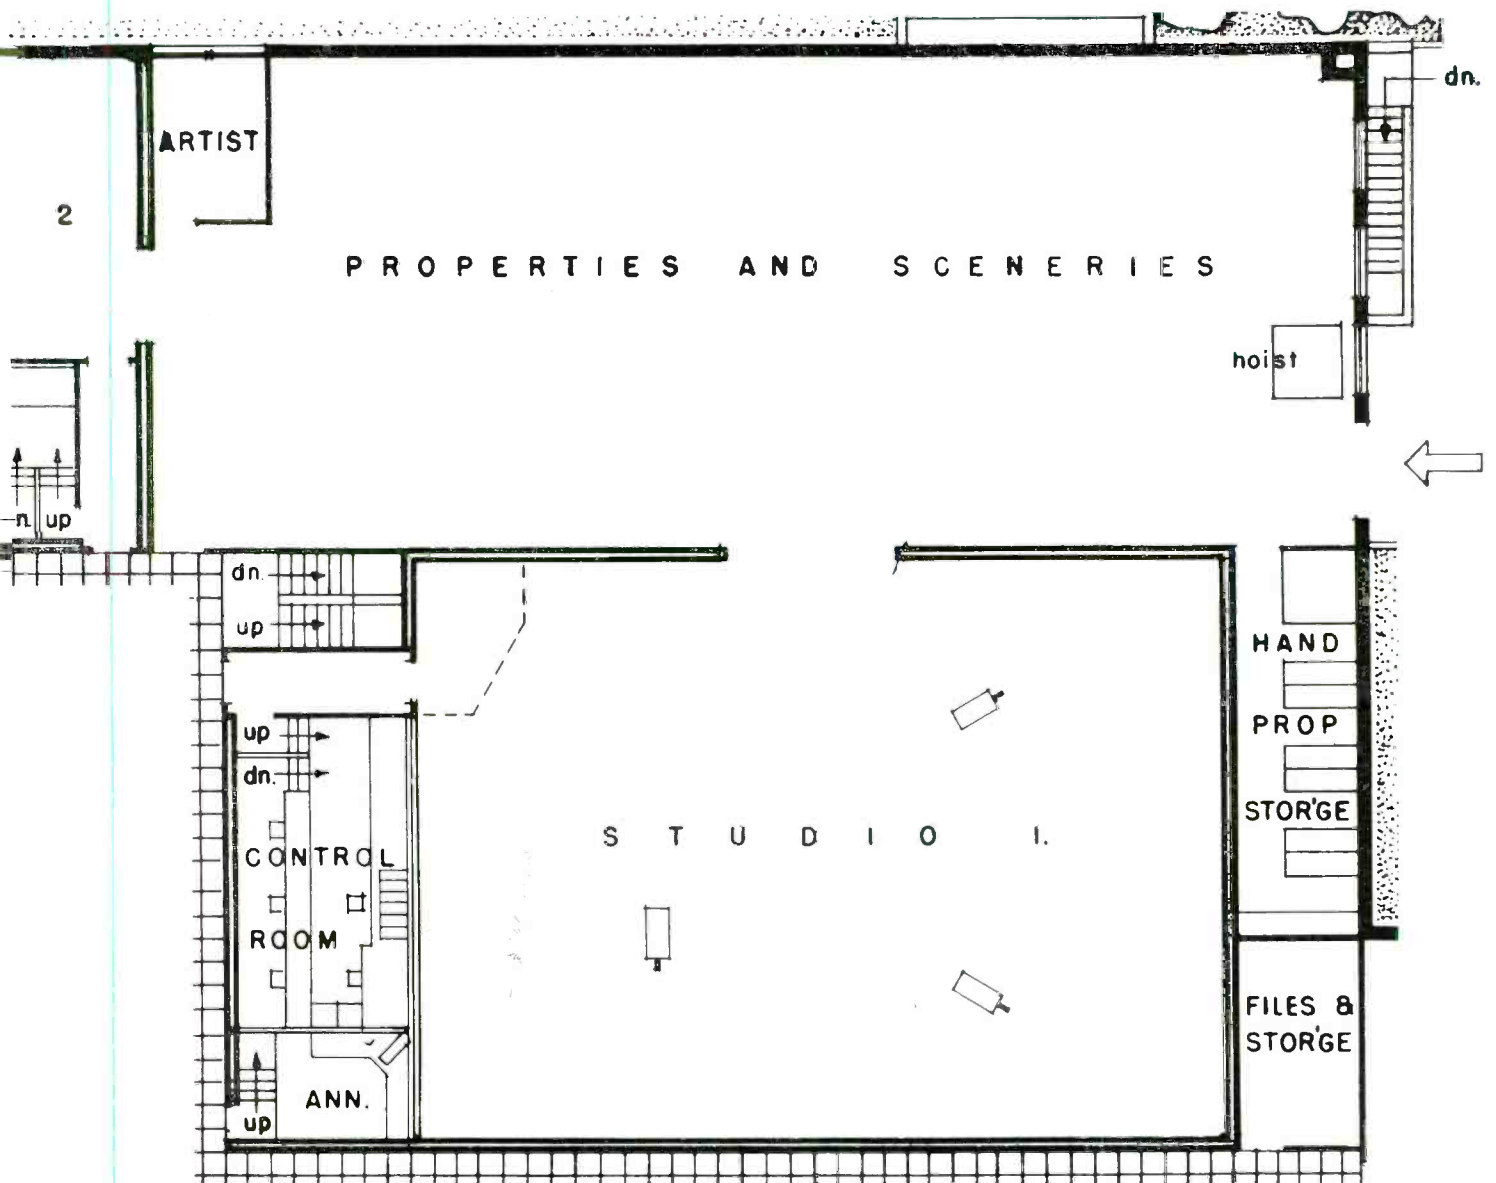 dn.
ARTIST
2
PROPERTIES AND SCENERIES
hoist
n up
dn.
up
HAND
PROP
STOR'GE
up
dn.
CONTROL
ROOM
STUDIO 1.
FILES &
STOR'GE
ANN.
up